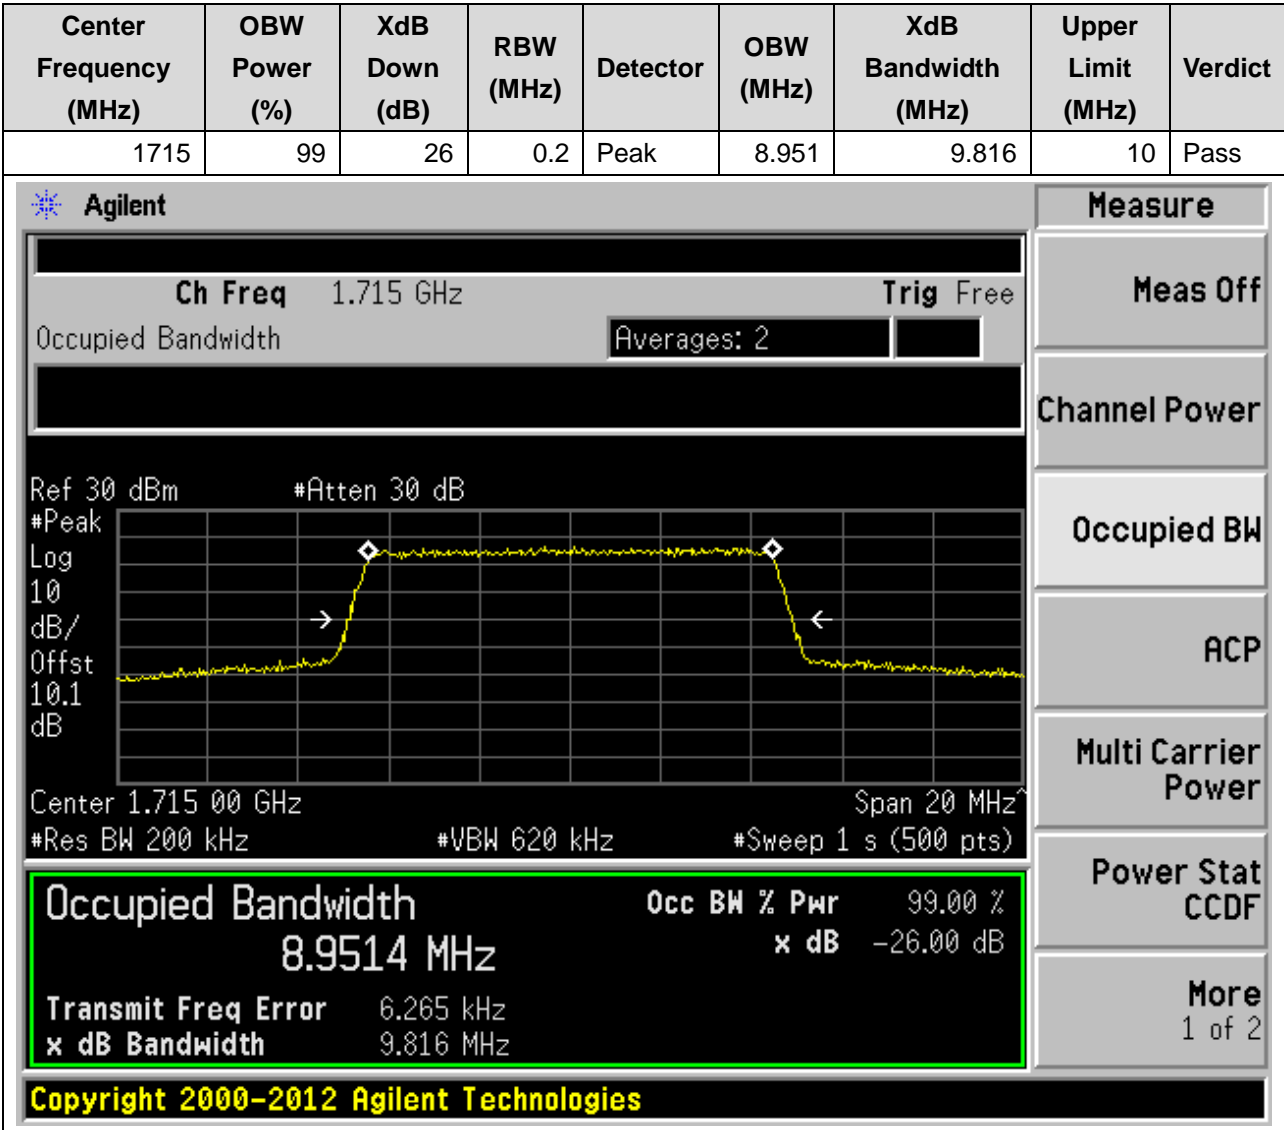 Center Frequency (MHz) OBW Power (%) XdB Down (dB) RBW (MHz) Detector OBW (MHz) XdB Bandwidth (MHz) Upper Limit (MHz) Verdict
1715 99 26 0.2 Peak 8.951 9.816 10 Pass
Agilent
Measure
Ch Freq 1.715 GHz Trig Free
Occupied Bandwidth Averages: 2
Meas Off
Channel Power
Occupied BW
ACP
Multi Carrier
Power
Power Stat
CCDF
More
1 of 2
Ref 30 dBm #Atten 30 dB
#Peak
Log
10
dB/
Offst
10.1
dB
Center 1.715 00 GHz Span 20 MHz^
#Res BW 200 kHz #VBW 620 kHz #Sweep 1 s (500 pts)
Occupied Bandwidth Occ BW % Pwr 99.00 %
8.9514 MHz x dB -26.00 dB
Transmit Freq Error 6.265 kHz
x dB Bandwidth 9.816 MHz
Copyright 2000-2012 Agilent Technologies